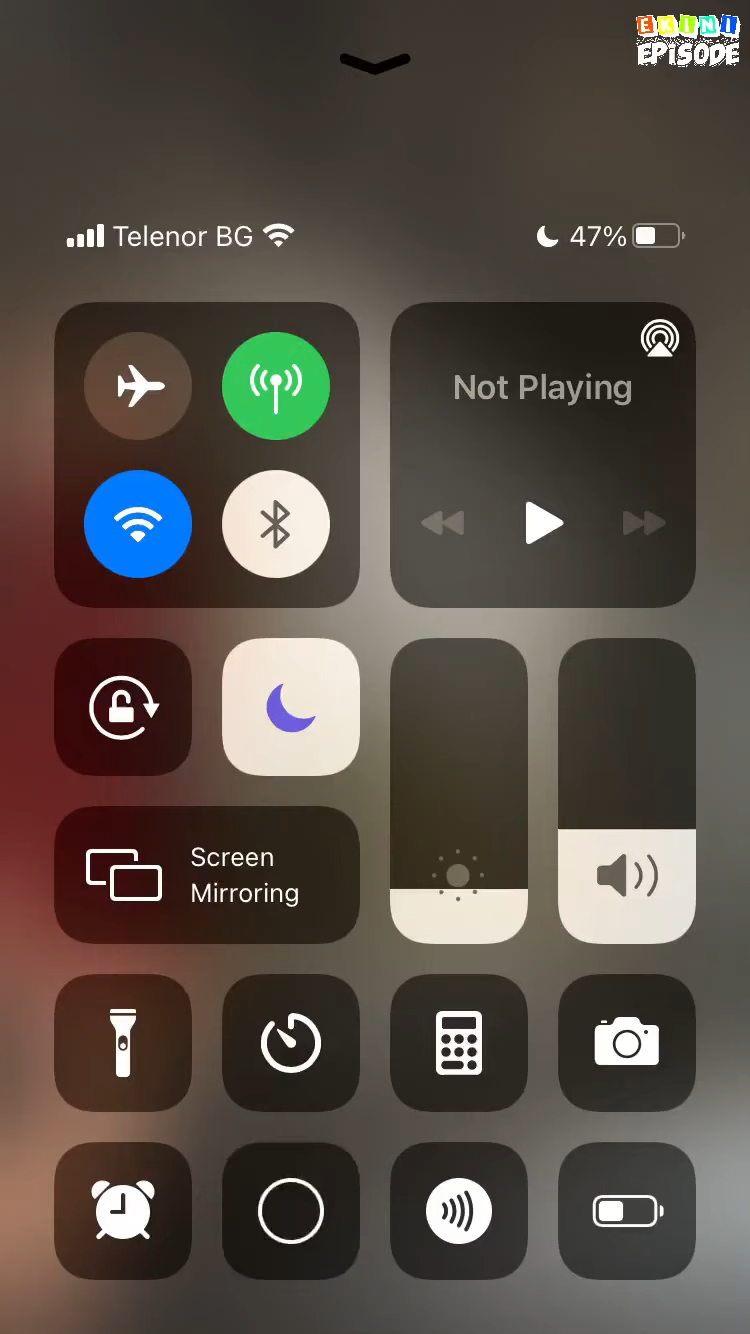 EKINI
EPISODE
Telenor BG
47%
Not Playing
Screen
Mirroring